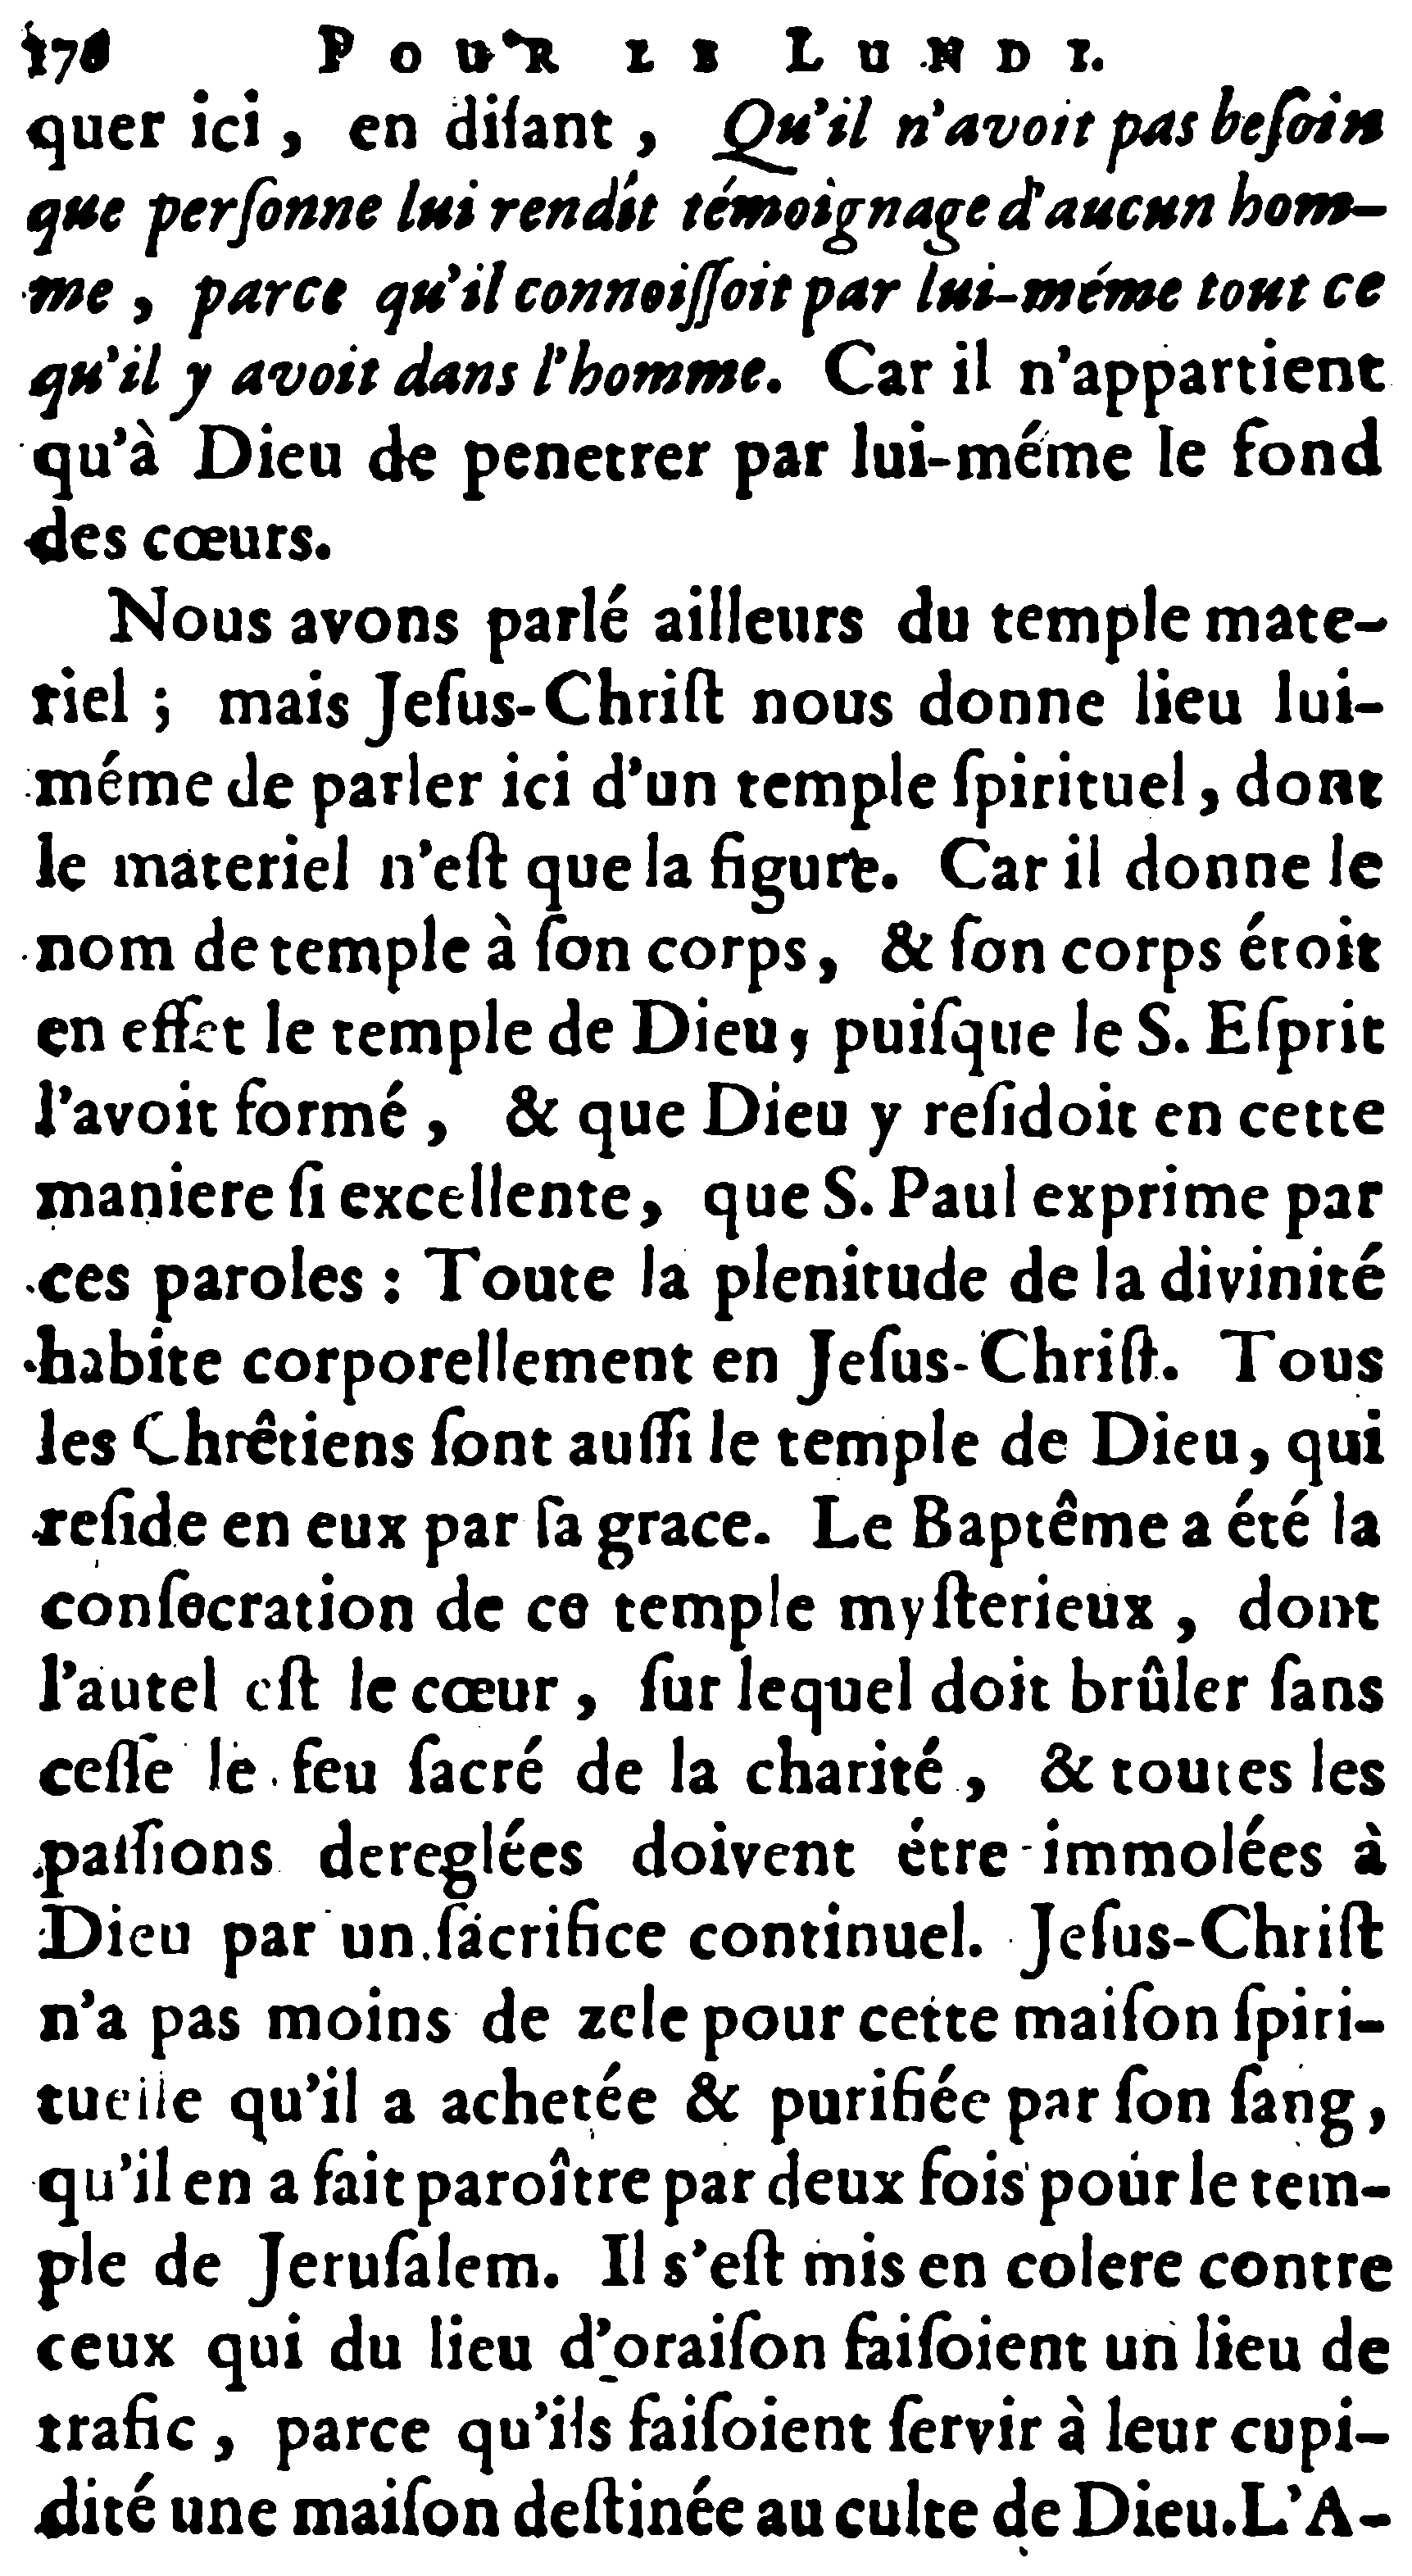 178 POUR LE LUNDI.
quer ici, en diſant, Qu'il n'avoit pas beſoin
que perſonne lui rendît témoignage d'aucun hom-
me, parce qu'il connoiſſoit par lui-méme tout ce
qu'il y avoit dans l'homme. Car il n'appartient
qu'à Dieu de penetrer par lui-méme le fond
des cœurs.
Nous avons parlé ailleurs du temple mate-
riel ; mais Jeſus-Chriſt nous donne lieu lui-
méme de parler ici d'un temple ſpirituel, dont
le materiel n'eſt que la figure. Car il donne le
nom de temple à ſon corps, & ſon corps étoit
en effet le temple de Dieu, puiſque le S. Eſprit
l'avoit formé, & que Dieu y reſidoit en cette
maniere ſi excellente, que S. Paul exprime par
ces paroles : Toute la plenitude de la divinité
habite corporellement en Jeſus-Chriſt. Tous
les Chrêtiens ſont auſſi le temple de Dieu, qui
reſide en eux par ſa grace. Le Baptême a été la
conſecration de ce temple myſterieux, dont
l'autel eſt le cœur, ſur lequel doit brûler ſans
ceſſe le feu ſacré de la charité, & toutes les
paſſions dereglées doivent étre immolées à
Dieu par un ſacrifice continuel. Jeſus-Chriſt
n'a pas moins de zele pour cette maiſon ſpiri-
tuelle qu'il a achetée & purifiée par ſon ſang,
qu'il en a fait paroître par deux fois pour le tem-
ple de Jeruſalem. Il s'eſt mis en colere contre
ceux qui du lieu d'oraiſon faiſoient un lieu de
trafic, parce qu'ils faiſoient ſervir à leur cupi-
dité une maiſon deſtinée au culte de Dieu. L'A-